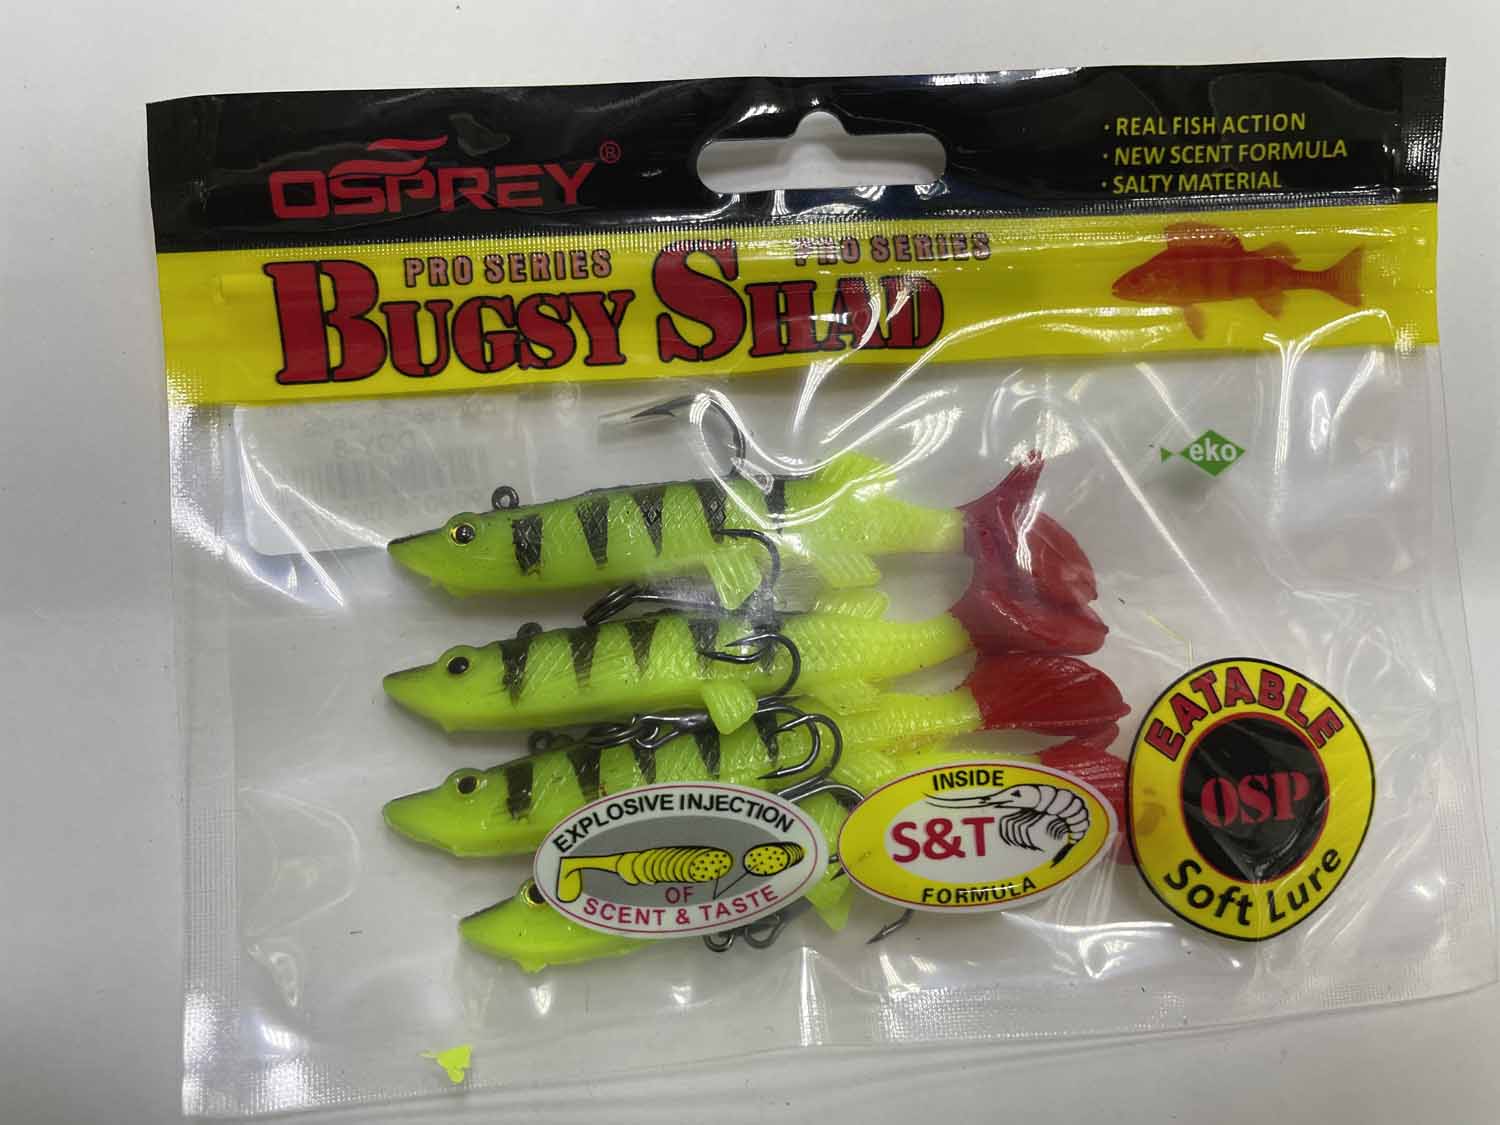 OSPREY®
· REAL FISH ACTION
· NEW SCENT FORMULA
· SALTY MATERIAL
PRO SERIES PRO SERIES
BUGSY SHAD
eko
EATABLE
OSP
Soft Lure
EXPLOSIVE INJECTION
OF
SCENT & TASTE
INSIDE
S&T
FORMULA